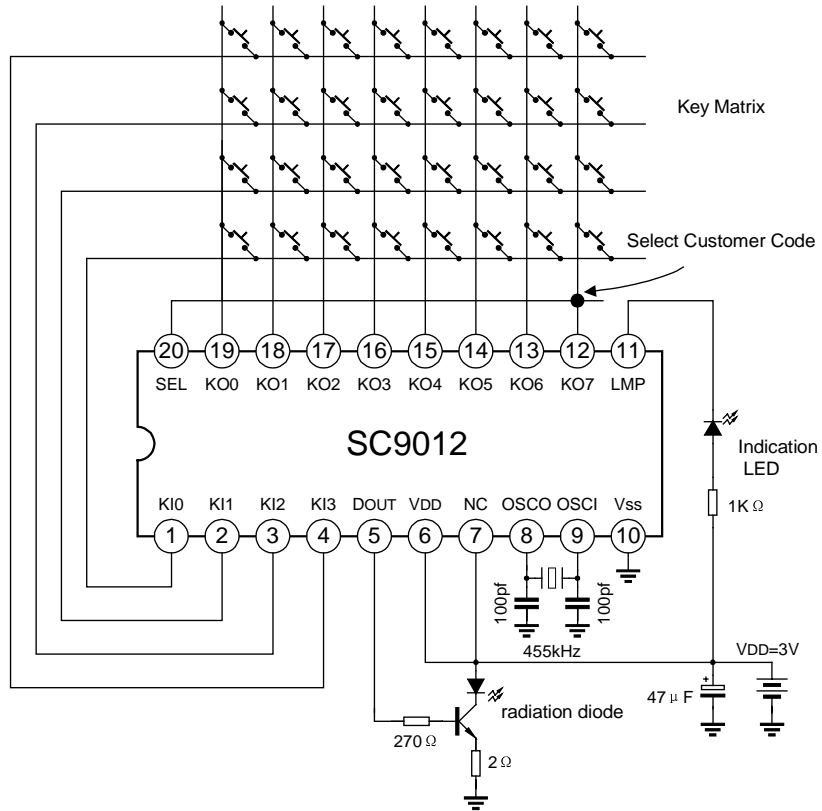 Key Matrix
Select Customer Code
20 19 18 17 16 15 14 13 12 11
SEL KO0 KO1 KO2 KO3 KO4 KO5 KO6 KO7 LMP
SC9012
Indication
LED
KI0 KI1 KI2 KI3 DOUT VDD NC OSCO OSCI Vss
1 2 3 4 5 6 7 8 9 10
1K Ω
100pf
100pf
455kHz
VDD=3V
+
47 μ F
radiation diode
270 Ω
2 Ω